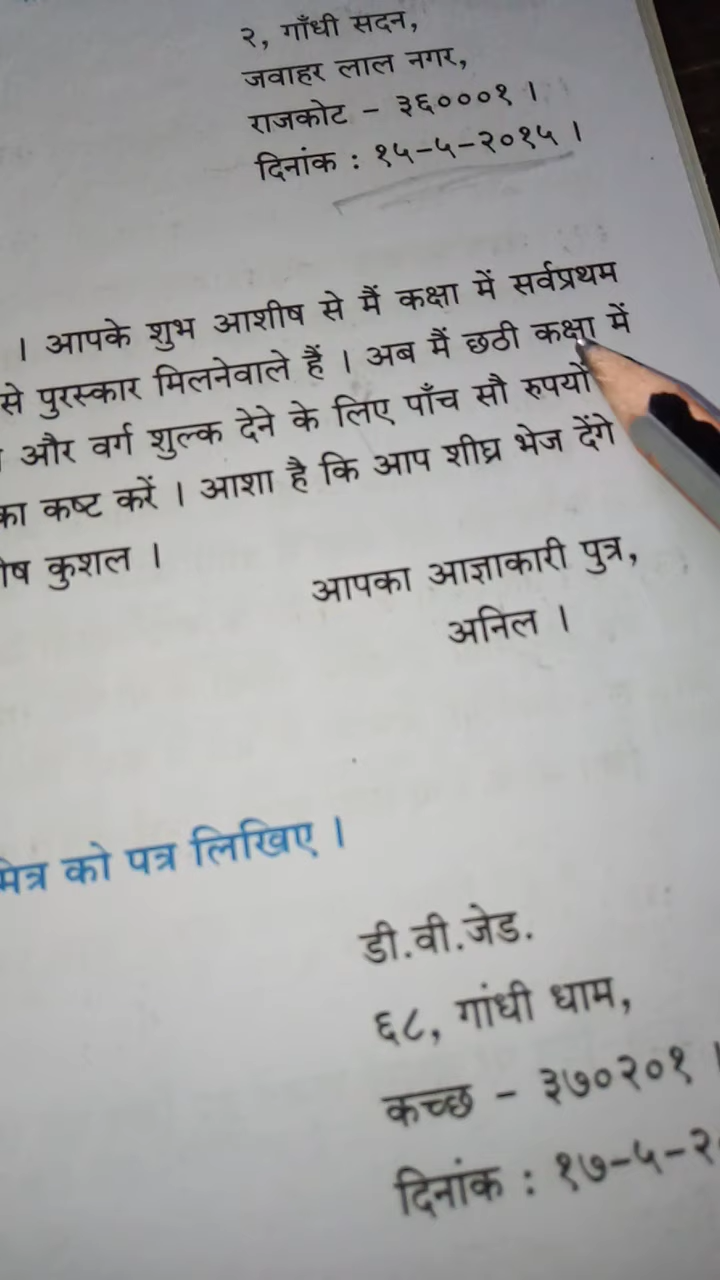 २, गाँधी सदन,
जवाहर लाल नगर,
राजकोट - ३६०००१ ।
दिनांक : १५-५-२०१५ ।
। आपके शुभ आशीष से मैं कक्षा में सर्वप्रथम
से पुरस्कार मिलनेवाले हैं । अब मैं छठी कक्षा में
और वर्ग शुल्क देने के लिए पाँच सौ रुपयों
का कष्ट करें । आशा है कि आप शीघ्र भेज देंगे
कुशल ।
आपका आज्ञाकारी पुत्र,
अनिल ।
को पत्र लिखिए ।
डी.वी.जेड.
६८, गांधी धाम,
कच्छ - ३७०२०१ ।
दिनांक : १७-५-२